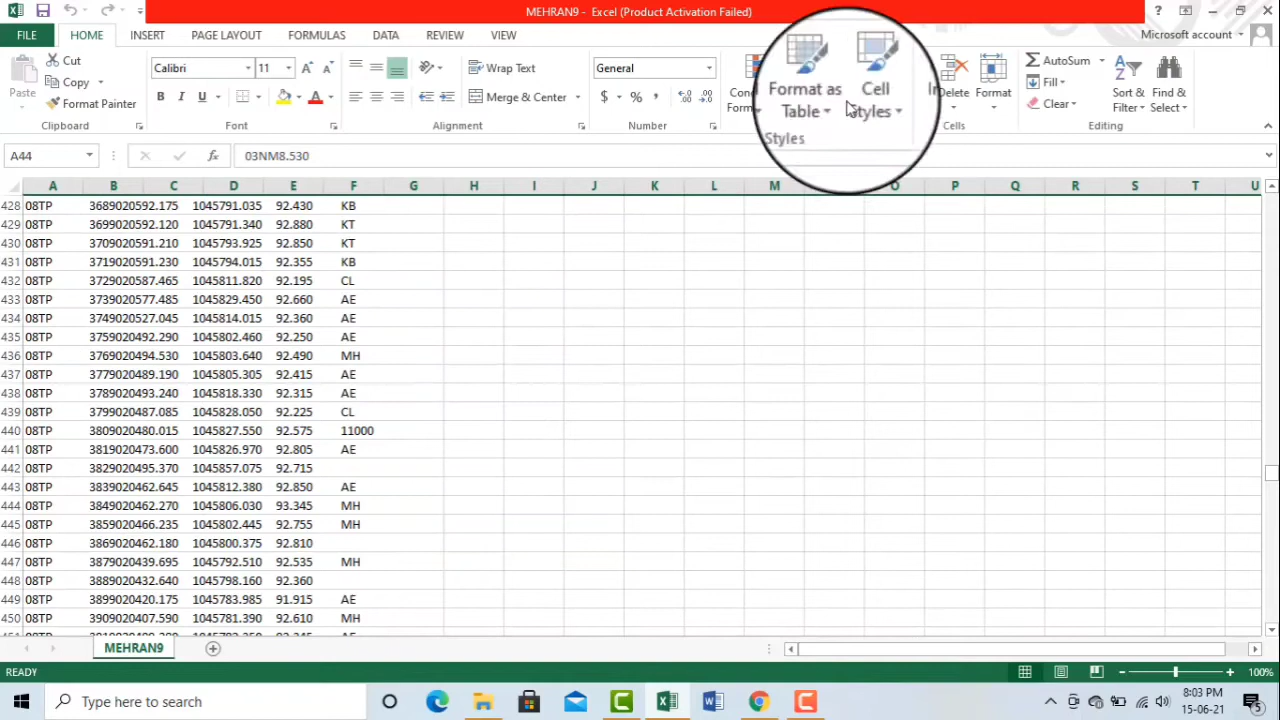 MEHRAN9 - Excel (Product Activation Failed)
?
FILE HOME INSERT PAGE LAYOUT FORMULAS DATA REVIEW VIEW Microsoft account
Paste
Cut
Copy
Format Painter
Clipboard
Calibri 11
B I U A
Font
Wrap Text
Merge & Center
Alignment
General
$ % ,
Number
Format as Table
Cell Styles
Styles
Delete
Format
Cells
AutoSum
Fill
Clear
Sort & Filter
Find & Select
Editing
A44 fx 03NM8.530
A B C D E F G H I J K L M O P Q R S T U
428 08TP 3689020592.175 1045791.035 92.430 KB
429 08TP 3699020592.120 1045791.340 92.880 KT
430 08TP 3709020591.210 1045793.925 92.850 KT
431 08TP 3719020591.230 1045794.015 92.355 KB
432 08TP 3729020587.465 1045811.820 92.195 CL
433 08TP 3739020577.485 1045829.450 92.660 AE
434 08TP 3749020527.045 1045814.015 92.360 AE
435 08TP 3759020492.290 1045802.460 92.250 AE
436 08TP 3769020494.530 1045803.640 92.490 MH
437 08TP 3779020489.190 1045805.305 92.415 AE
438 08TP 3789020493.240 1045818.330 92.315 AE
439 08TP 3799020487.085 1045828.050 92.225 CL
440 08TP 3809020480.015 1045827.550 92.575 11000
441 08TP 3819020473.600 1045826.970 92.805 AE
442 08TP 3829020495.370 1045857.075 92.715
443 08TP 3839020462.645 1045812.380 92.850 AE
444 08TP 3849020462.270 1045806.030 93.345 MH
445 08TP 3859020466.235 1045802.445 92.755 MH
446 08TP 3869020462.180 1045800.375 92.810
447 08TP 3879020439.695 1045792.510 92.535 MH
448 08TP 3889020432.640 1045798.160 92.360
449 08TP 3899020420.175 1045783.985 91.915 AE
450 08TP 3909020407.590 1045781.390 92.610 MH
MEHRAN9
READY 100%
Type here to search
8:03 PM
15-06-21
5